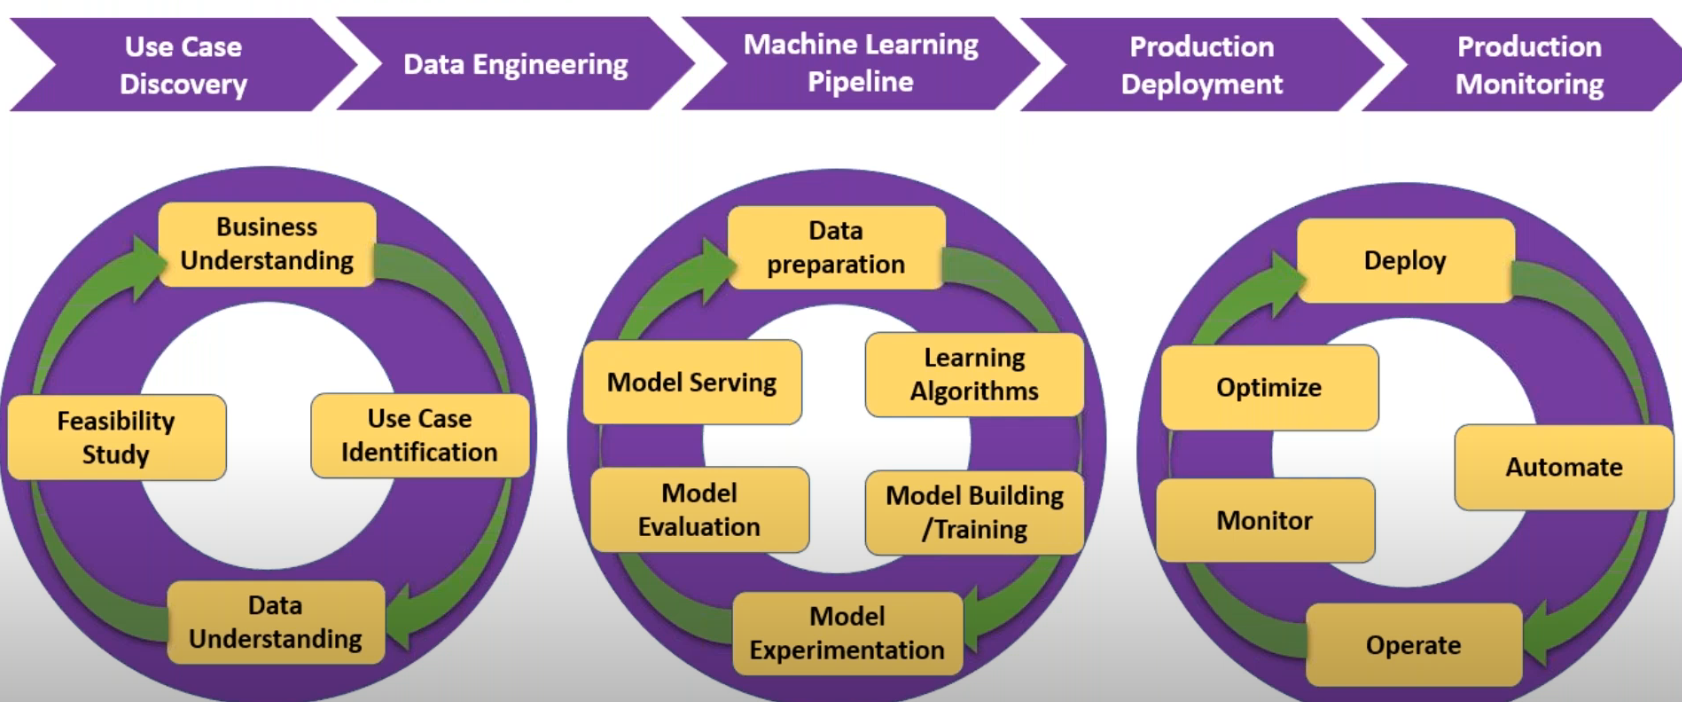 Use Case
Discovery
Data Engineering
Machine Learning
Pipeline
Production
Deployment
Production
Monitoring
Business
Understanding
Use Case
Identification
Data
Understanding
Feasibility
Study
Data
preparation
Learning
Algorithms
Model Building
/Training
Model
Experimentation
Model
Evaluation
Model Serving
Deploy
Automate
Operate
Monitor
Optimize